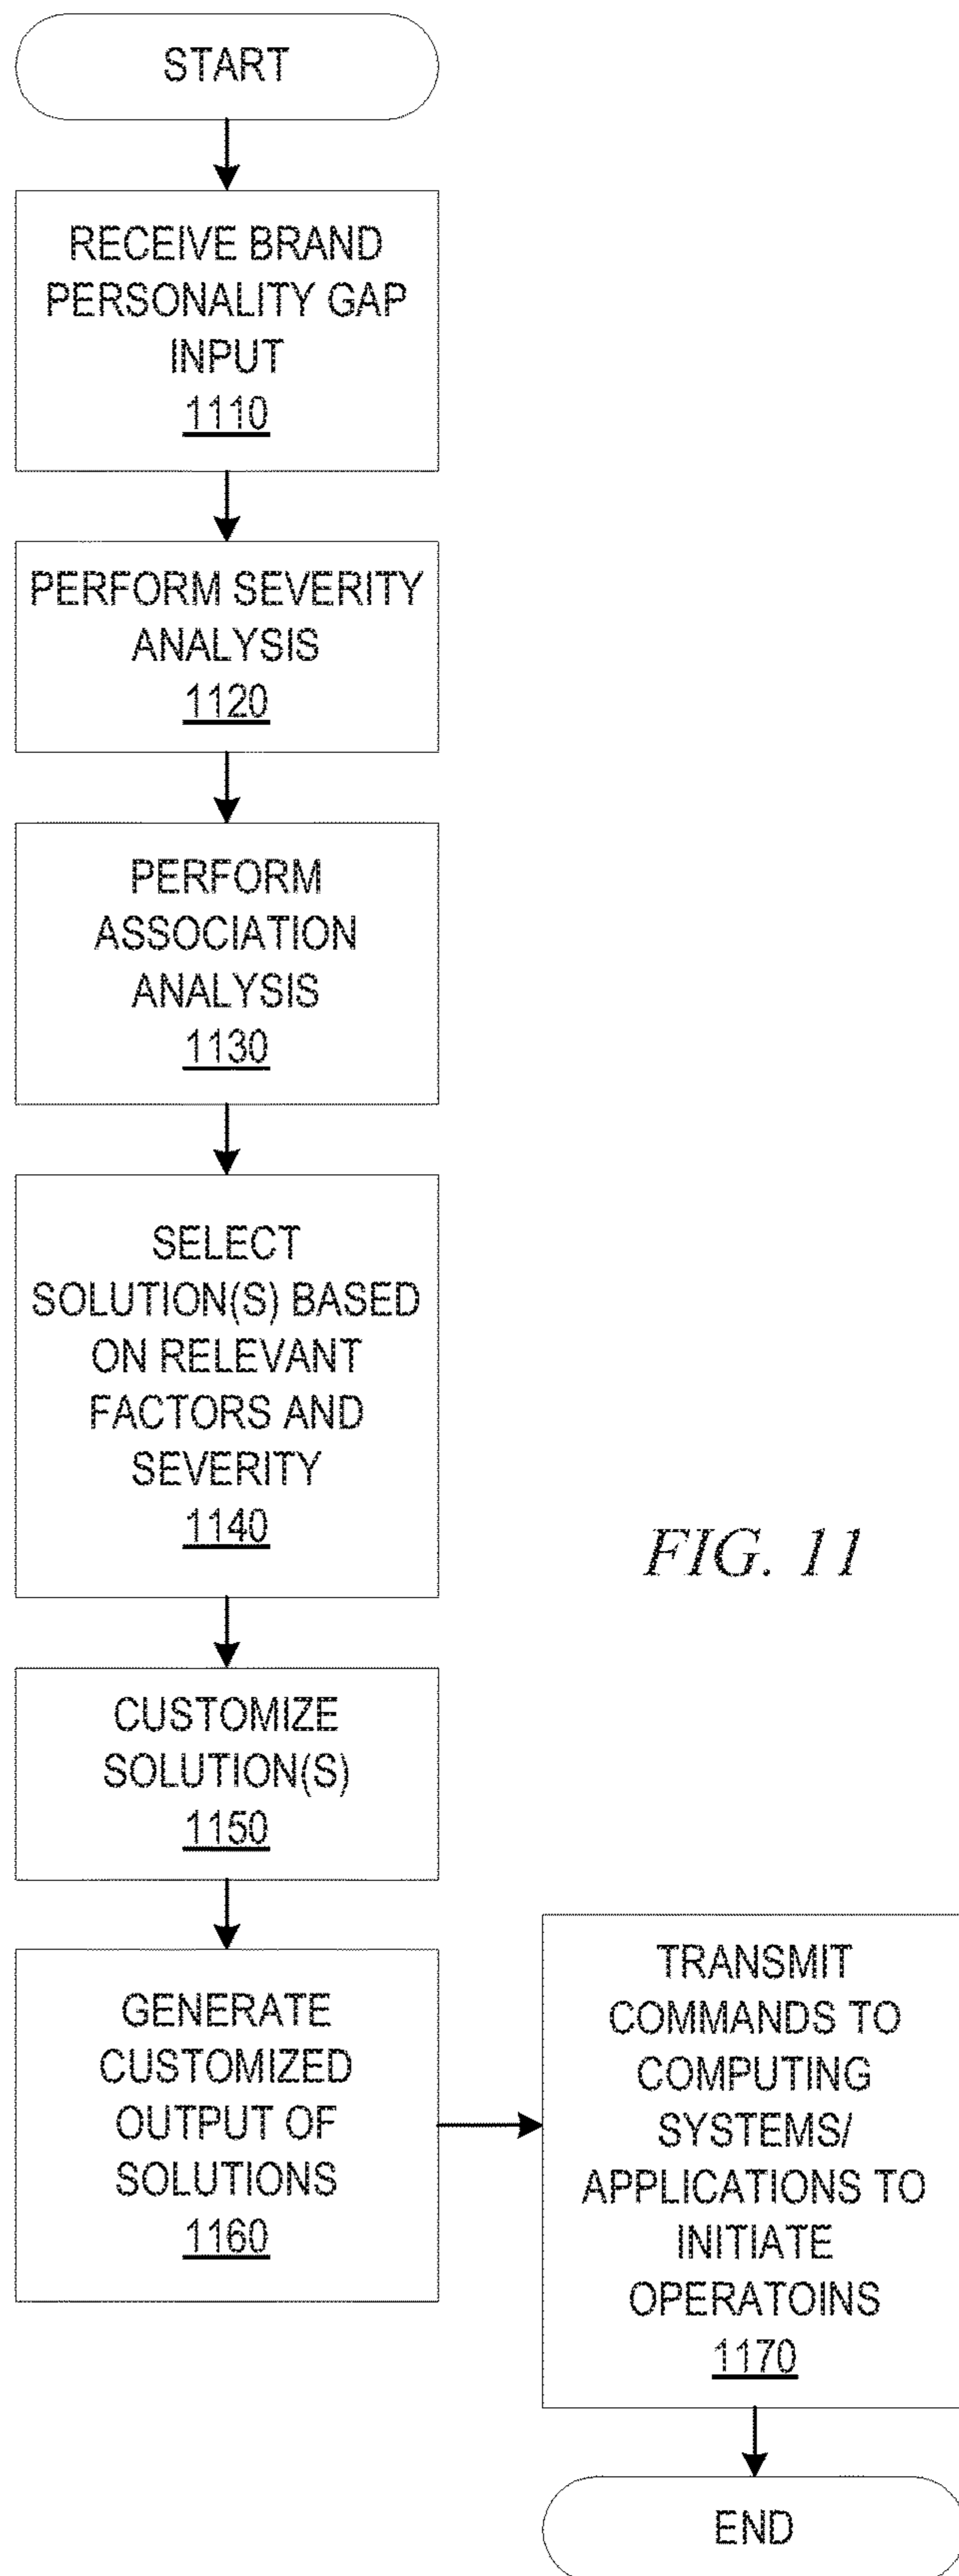 START
RECEIVE BRAND
PERSONALITY GAP
INPUT
1110
PERFORM SEVERITY
ANALYSIS
1120
PERFORM
ASSOCIATION
ANALYSIS
1130
SELECT
SOLUTION(S) BASED
ON RELEVANT
FACTORS AND
SEVERITY
1140
FIG. 11
CUSTOMIZE
SOLUTION(S)
1150
GENERATE
CUSTOMIZED
OUTPUT OF
SOLUTIONS
1160
TRANSMIT
COMMANDS TO
COMPUTING
SYSTEMS/
APPLICATIONS TO
INITIATE
OPERATOINS
1170
END